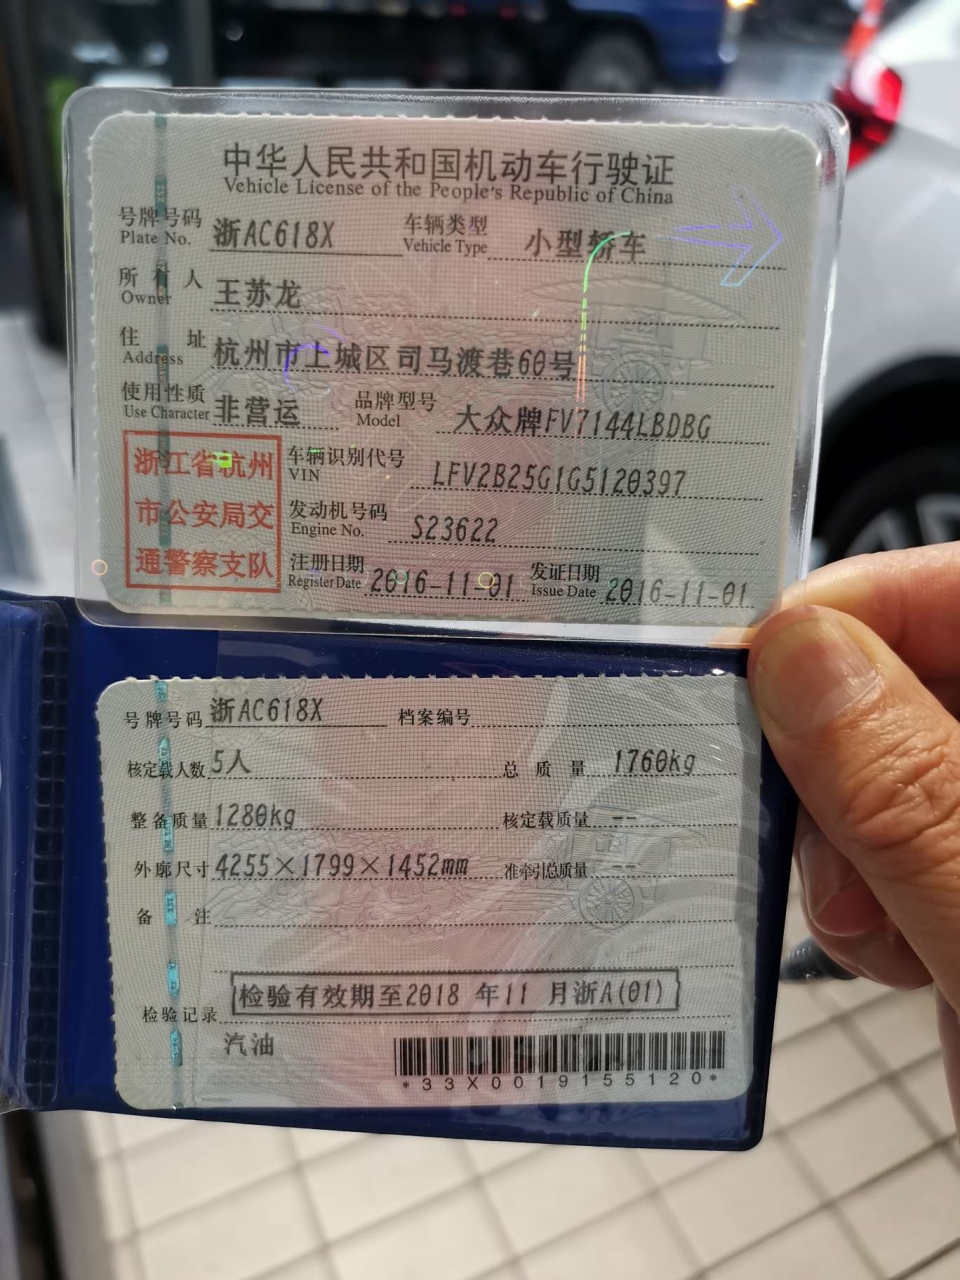 中华人民共和国机动车行驶证
Vehicle License of the People's Republic of China
号牌号码 浙AC618X 车辆类型 小型轿车
Plate No. Vehicle Type
所有人 王苏龙
Owner
住址 杭州市上城区司马渡巷60号
Address
使用性质 非营运 品牌型号 大众牌FV7144LBDBG
Use Character Model
浙江省杭州
市公安局交
通警察支队
车辆识别代号 LFV2B25G1G5120397
VIN
发动机号码 S23622
Engine No.
注册日期 2016-11-01 发证日期 2016-11-01
Register Date Issue Date
号牌号码 浙AC618X 档案编号
核定载人数 5人 总质量 1760kg
整备质量 1280kg 核定载质量 --
外廓尺寸 4255×1799×1452mm 准牵引总质量 --
备注
检验有效期至2018 年11 月浙A(01)
检验记录
汽油
*33X0019155120*